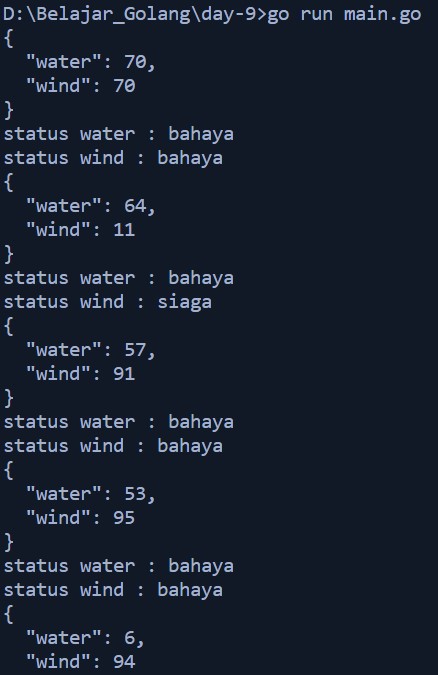 D:\Belajar_Golang\day-9>go run main.go
{
  "water": 70,
  "wind": 70
}
status water : bahaya
status wind : bahaya
{
  "water": 64,
  "wind": 11
}
status water : bahaya
status wind : siaga
{
  "water": 57,
  "wind": 91
}
status water : bahaya
status wind : bahaya
{
  "water": 53,
  "wind": 95
}
status water : bahaya
status wind : bahaya
{
  "water": 6,
  "wind": 94